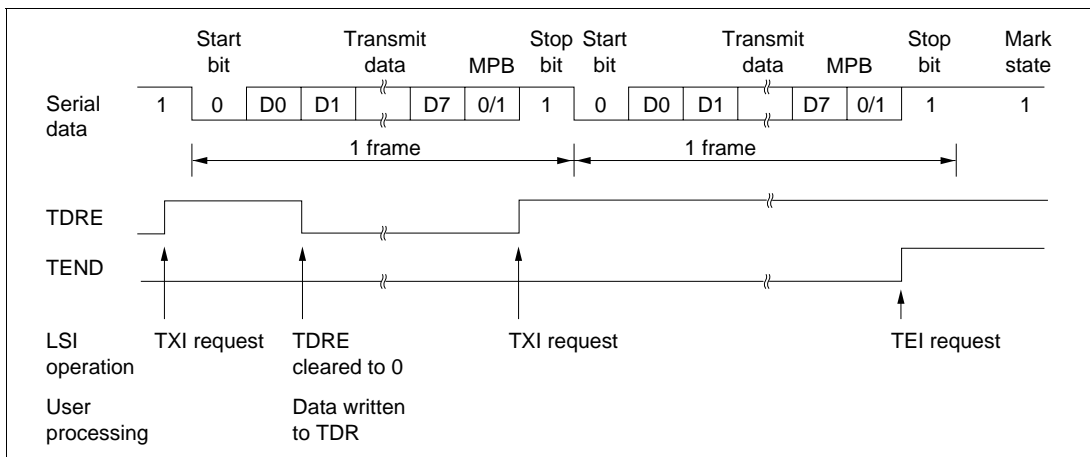 Start bit Transmit data MPB Stop bit Start bit Transmit data MPB Stop bit Mark state
Serial data 1 0 D0 D1 D7 0/1 1 0 D0 D1 D7 0/1 1 1
1 frame 1 frame
TDRE
TEND
LSI operation TXI request TDRE cleared to 0 TXI request TEI request
User processing Data written to TDR